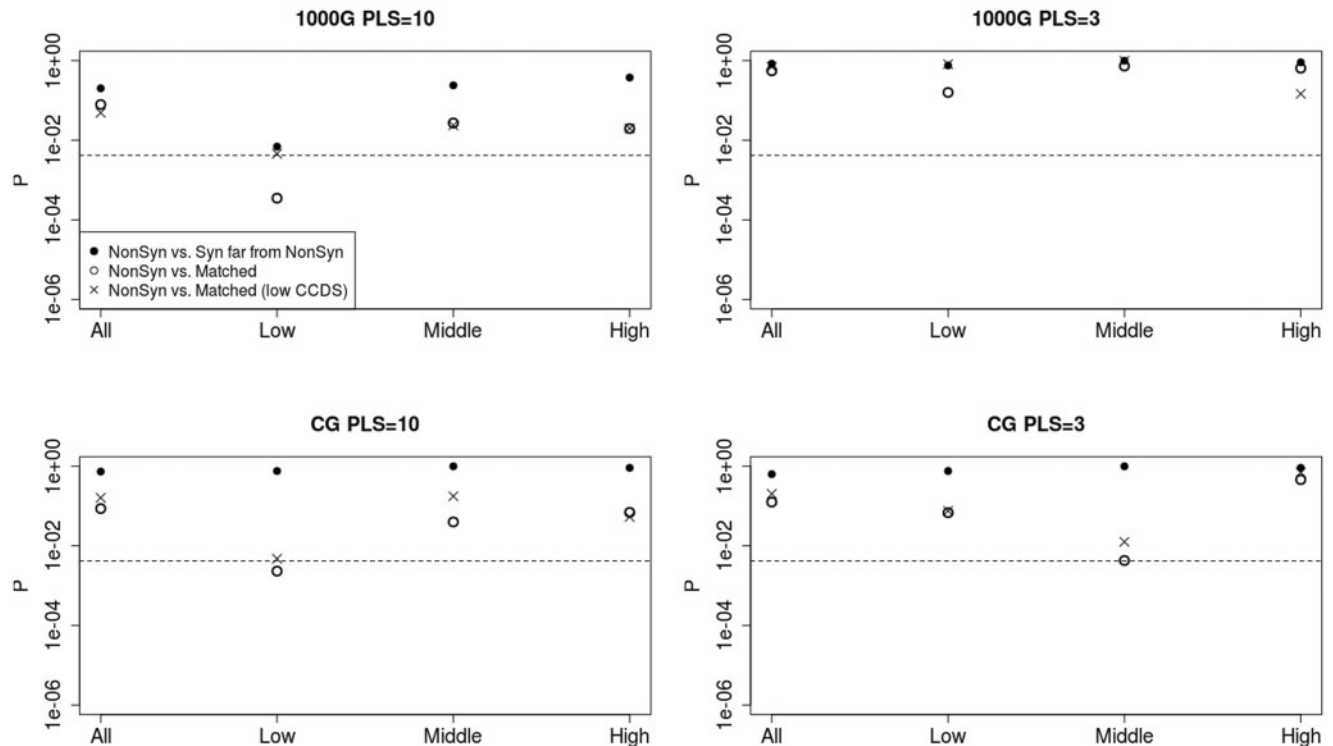 1000G PLS=10
P
1e+00
1e-02
1e-04
1e-06
NonSyn vs. Syn far from NonSyn
NonSyn vs. Matched
NonSyn vs. Matched (low CCDS)
All Low Middle High
1000G PLS=3
P
1e+00
1e-02
1e-04
1e-06
All Low Middle High
CG PLS=10
P
1e+00
1e-02
1e-04
1e-06
All Low Middle High
CG PLS=3
P
1e+00
1e-02
1e-04
1e-06
All Low Middle High